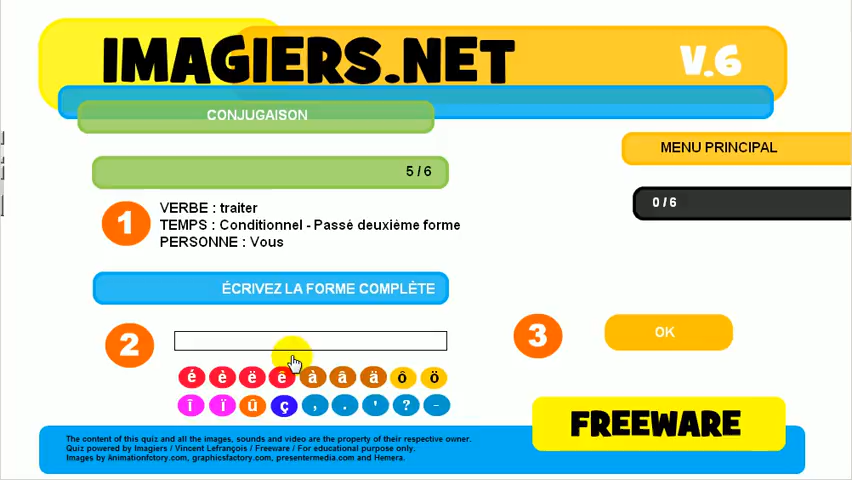 IMAGIERS.NET
V.6
CONJUGAISON
MENU PRINCIPAL
5 / 6
0 / 6
1
VERBE : traiter
TEMPS : Conditionnel - Passé deuxième forme
PERSONNE : Vous
ÉCRIVEZ LA FORME COMPLÈTE
2
3
OK
é è ë ê à â ä ô ö
î ï û ç , . ' ? -
FREEWARE
The content of this quiz and all the images, sounds and video are the property of their respective owner.
Quiz powered by Imagiers / Vincent Lefrançois / Freeware / For educational purpose only.
Images by Animationfctory.com, graphicsfactory.com, presentermedia.com and Hemera.